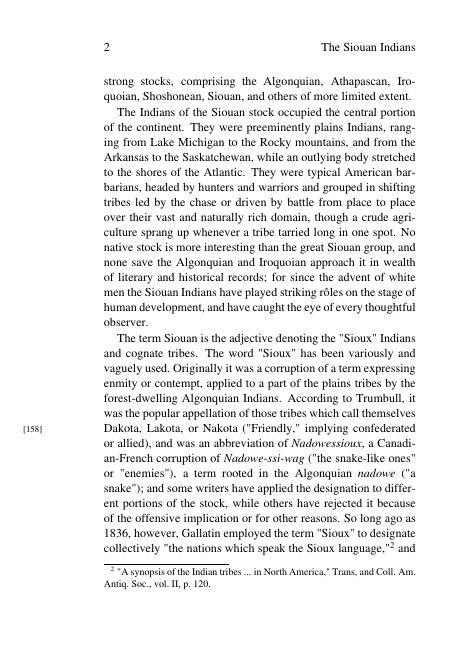 2 The Siouan Indians
strong stocks, comprising the Algonquian, Athapascan, Iro-
quoian, Shoshonean, Siouan, and others of more limited extent.
The Indians of the Siouan stock occupied the central portion
of the continent. They were preeminently plains Indians, rang-
ing from Lake Michigan to the Rocky mountains, and from the
Arkansas to the Saskatchewan, while an outlying body stretched
to the shores of the Atlantic. They were typical American bar-
barians, headed by hunters and warriors and grouped in shifting
tribes led by the chase or driven by battle from place to place
over their vast and naturally rich domain, though a crude agri-
culture sprang up whenever a tribe tarried long in one spot. No
native stock is more interesting than the great Siouan group, and
none save the Algonquian and Iroquoian approach it in wealth
of literary and historical records; for since the advent of white
men the Siouan Indians have played striking rôles on the stage of
human development, and have caught the eye of every thoughtful
observer.
The term Siouan is the adjective denoting the "Sioux" Indians
and cognate tribes. The word "Sioux" has been variously and
vaguely used. Originally it was a corruption of a term expressing
enmity or contempt, applied to a part of the plains tribes by the
forest-dwelling Algonquian Indians. According to Trumbull, it
was the popular appellation of those tribes which call themselves
[158] Dakota, Lakota, or Nakota ("Friendly," implying confederated
or allied), and was an abbreviation of Nadowessioux, a Canadi-
an-French corruption of Nadowe-ssi-wag ("the snake-like ones"
or "enemies"), a term rooted in the Algonquian nadowe ("a
snake"); and some writers have applied the designation to differ-
ent portions of the stock, while others have rejected it because
of the offensive implication or for other reasons. So long ago as
1836, however, Gallatin employed the term "Sioux" to designate
collectively "the nations which speak the Sioux language,"2 and
2 "A synopsis of the Indian tribes ... in North America," Trans, and Coll. Am.
Antiq. Soc., vol. II, p. 120.